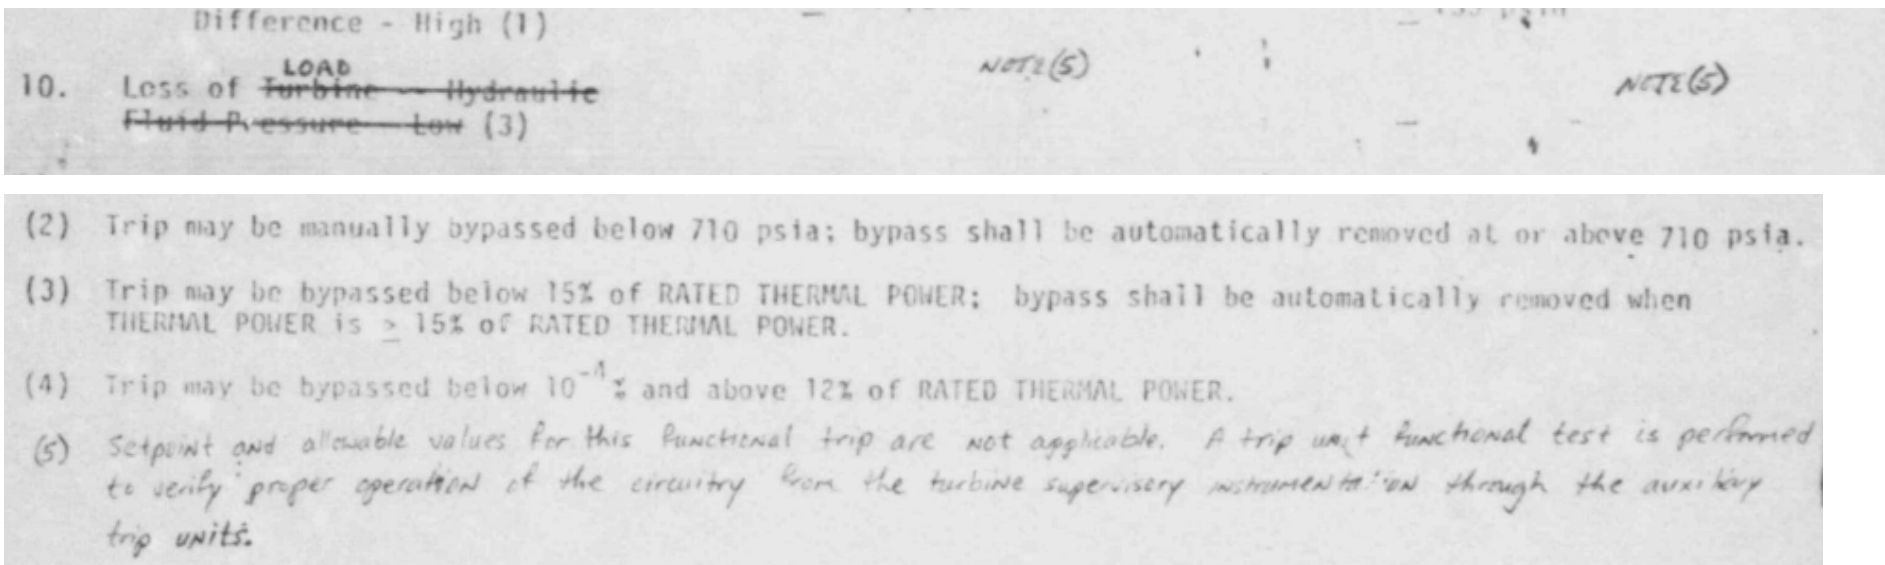 Difference - High (1)
NOTE(5)
NOTE(5)
LOAD
10. Loss of Turbine - Hydraulic
Fluid Pressure - Low (3)
(2) Trip may be manually bypassed below 710 psia; bypass shall be automatically removed at or above 710 psia.
(3) Trip may be bypassed below 15% of RATED THERMAL POWER; bypass shall be automatically removed when
THERMAL POWER is ≥ 15% of RATED THERMAL POWER.
(4) Trip may be bypassed below 10⁻⁴% and above 12% of RATED THERMAL POWER.
(5) Setpoint and allowable values for this functional trip are not applicable. A trip unit functional test is performed
to verify proper operation of the circuitry from the turbine supervisory instrumentation through the auxiliary
trip units.